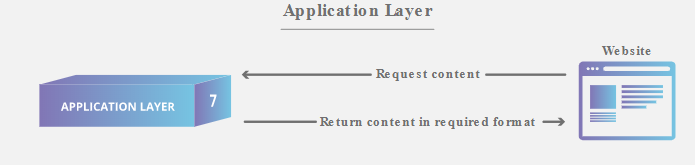 Application Layer
Website
Request content
APPLICATION LAYER 7
Return content in required format